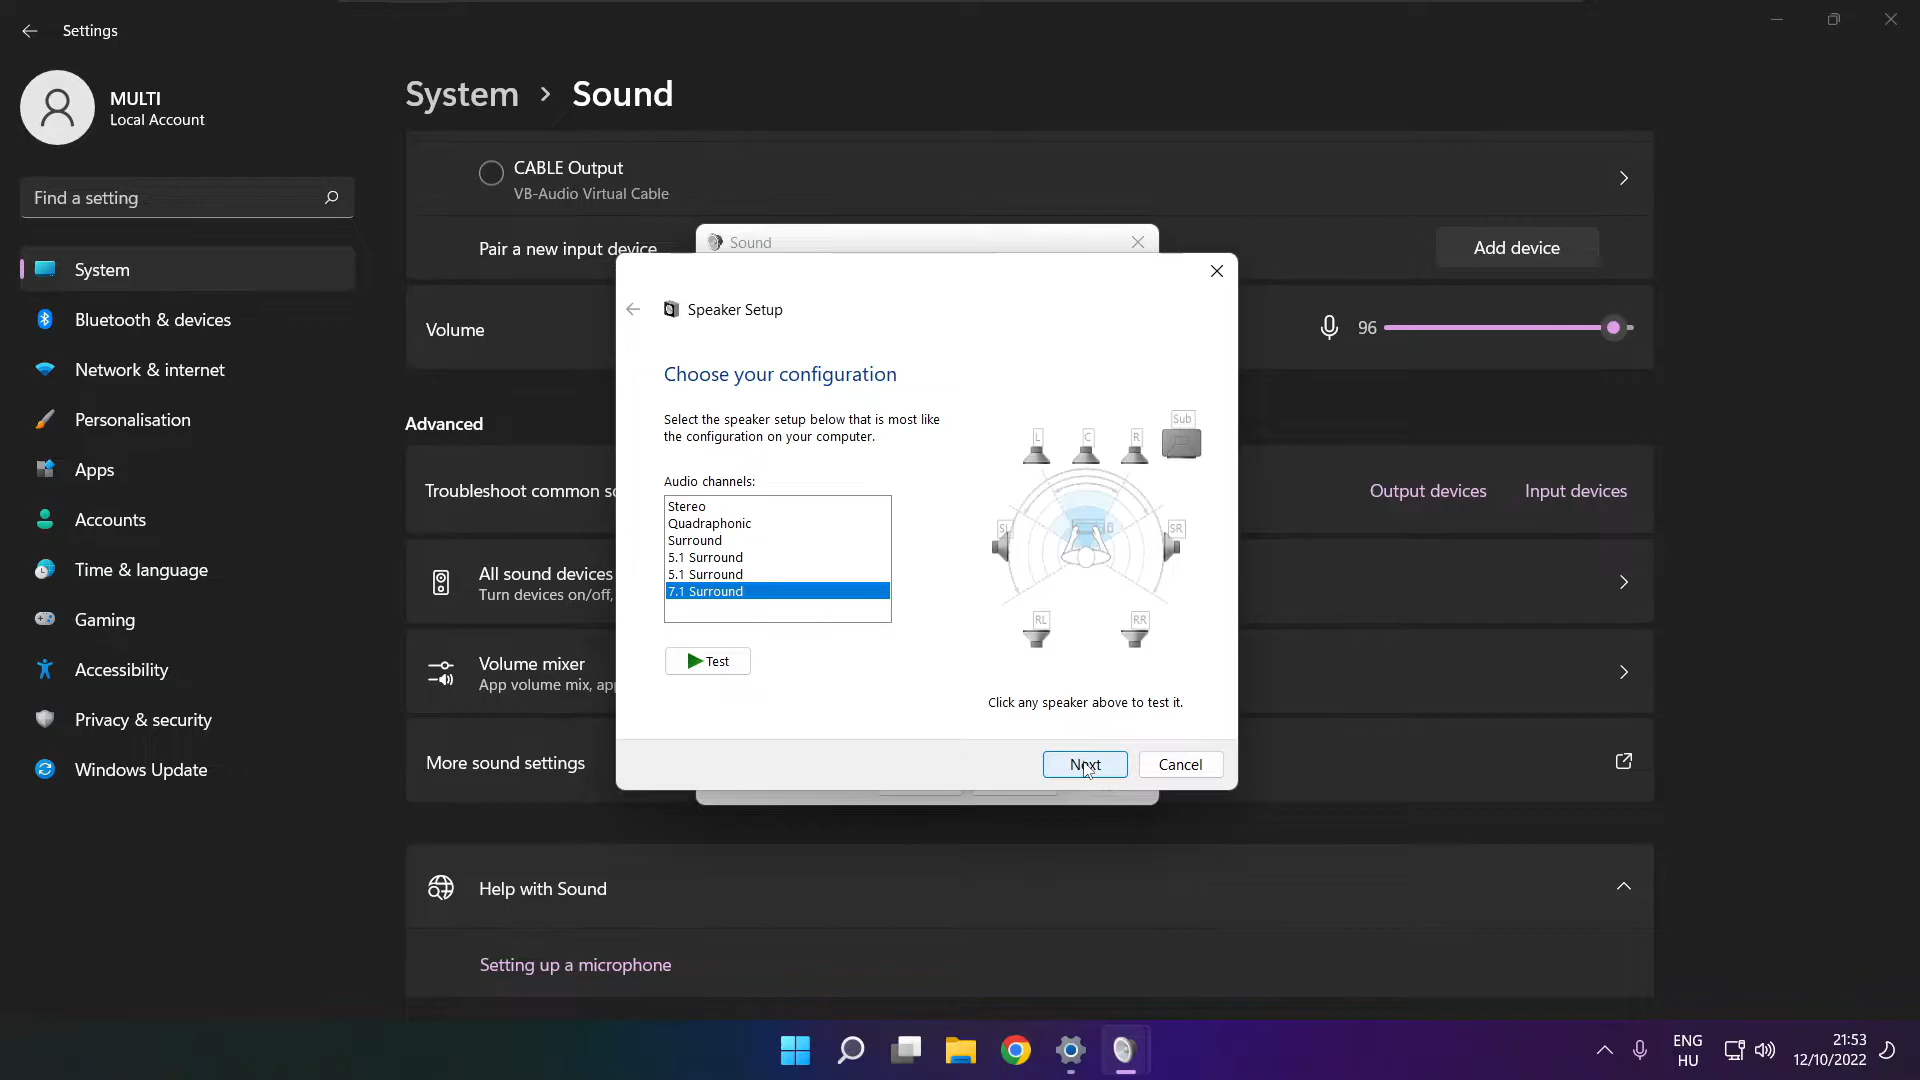 Settings
MULTI
Local Account
Find a setting
System
Bluetooth & devices
Network & internet
Personalisation
Apps
Accounts
Time & language
Gaming
Accessibility
Privacy & security
Windows Update
System > Sound
CABLE Output
VB-Audio Virtual Cable
Pair a new input device
Add device
Volume
96
Advanced
Troubleshoot common
Output devices
Input devices
All sound devices
Turn devices on/off,
Volume mixer
App volume mix,
More sound settings
Help with Sound
Setting up a microphone
Sound
Speaker Setup
Choose your configuration
Select the speaker setup below that is most like
the configuration on your computer.
Audio channels:
Stereo
Quadraphonic
Surround
5.1 Surround
5.1 Surround
7.1 Surround
Test
L
C
R
Sub
SL
SR
RL
RR
Click any speaker above to test it.
Next
Cancel
ENG
HU
21:53
12/10/2022